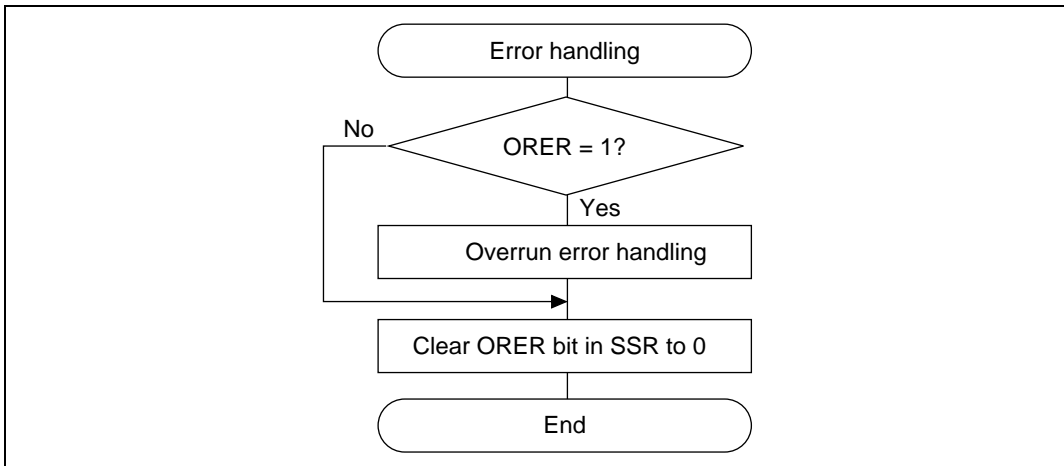 Error handling
No
ORER = 1?
Yes
Overrun error handling
Clear ORER bit in SSR to 0
End